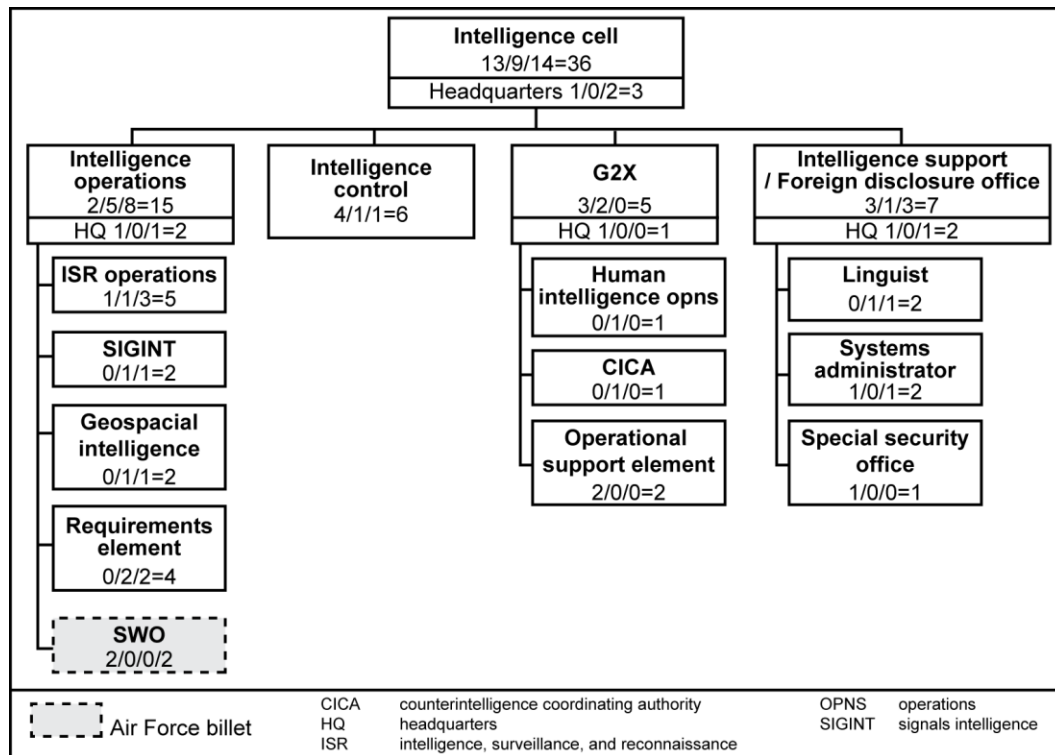 Intelligence cell
13/9/14=36
Headquarters 1/0/2=3
Intelligence
operations
2/5/8=15
HQ 1/0/1=2
ISR operations
1/1/3=5
SIGINT
0/1/1=2
Geospacial
intelligence
0/1/1=2
Requirements
element
0/2/2=4
SWO
2/0/0/2
Intelligence
control
4/1/1=6
G2X
3/2/0=5
HQ 1/0/0=1
Human
intelligence opns
0/1/0=1
CICA
0/1/0=1
Operational
support element
2/0/0=2
Intelligence support
/ Foreign disclosure office
3/1/3=7
HQ 1/0/1=2
Linguist
0/1/1=2
Systems
administrator
1/0/1=2
Special security
office
1/0/0=1
Air Force billet
CICA counterintelligence coordinating authority
HQ headquarters
ISR intelligence, surveillance, and reconnaissance
OPNS operations
SIGINT signals intelligence